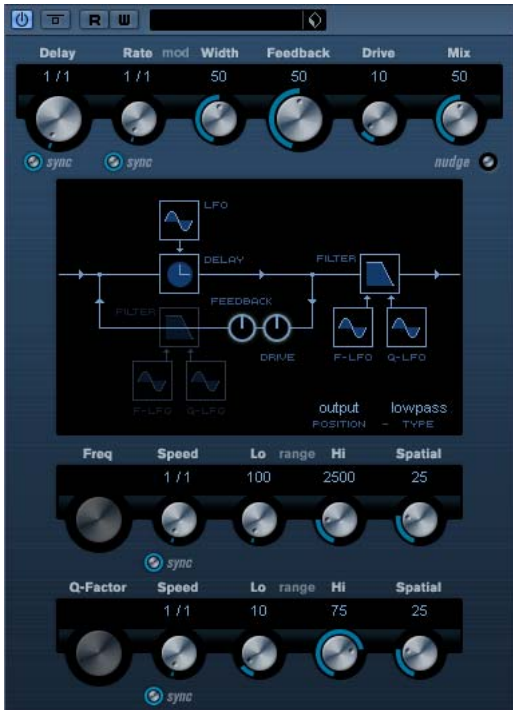 R W
Delay Rate mod Width Feedback Drive Mix
1 / 1 1 / 1 50 50 10 50
sync sync nudge
LFO
DELAY FILTER
FEEDBACK
FILTER
DRIVE F-LFO Q-LFO
F-LFO Q-LFO
output lowpass
POSITION - TYPE
Freq Speed Lo range Hi Spatial
1 / 1 100 2500 25
sync
Q-Factor Speed Lo range Hi Spatial
1 / 1 10 75 25
sync